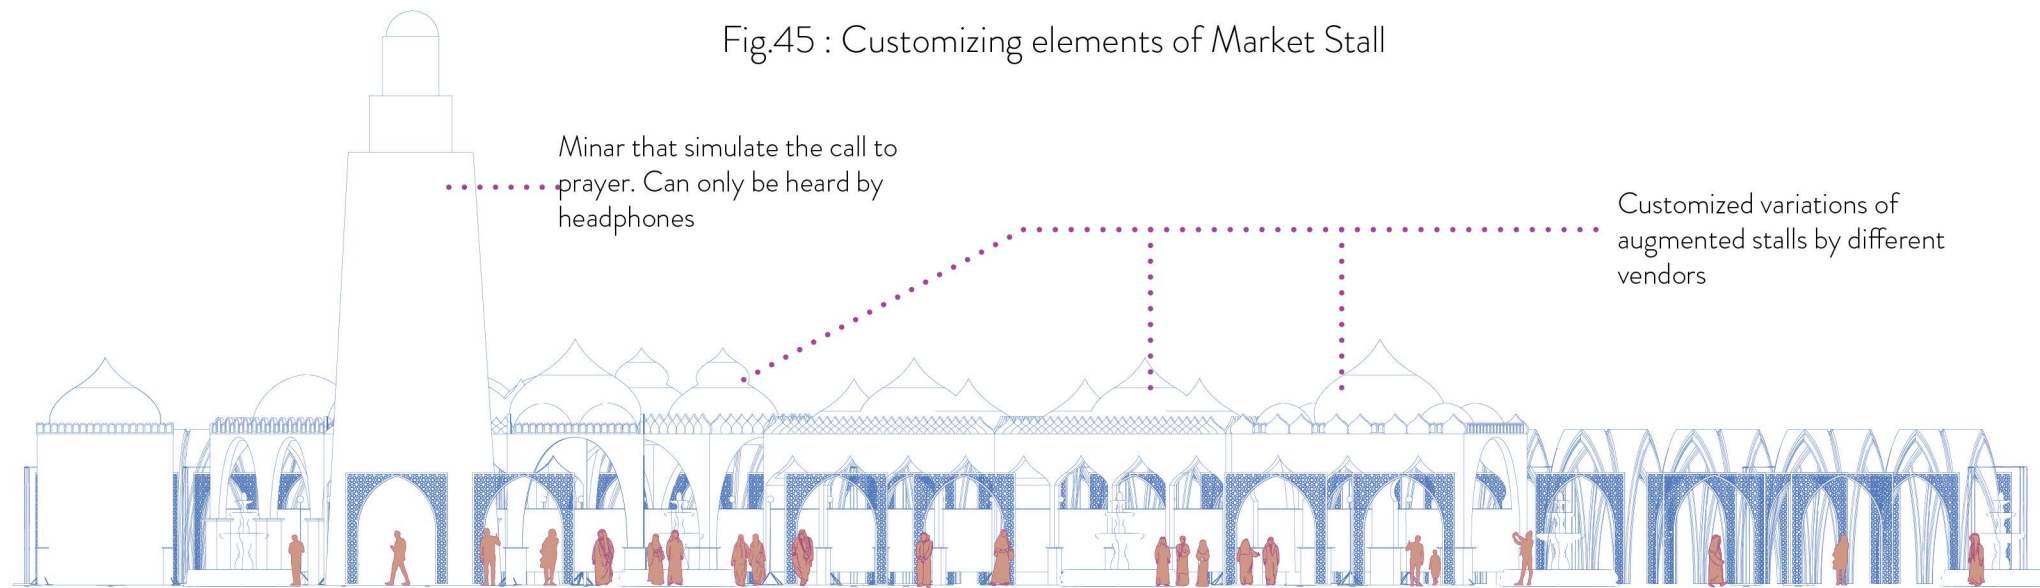 Fig.45 : Customizing elements of Market Stall
Minar that simulate the call to
prayer. Can only be heard by
headphones
Customized variations of
augmented stalls by different
vendors